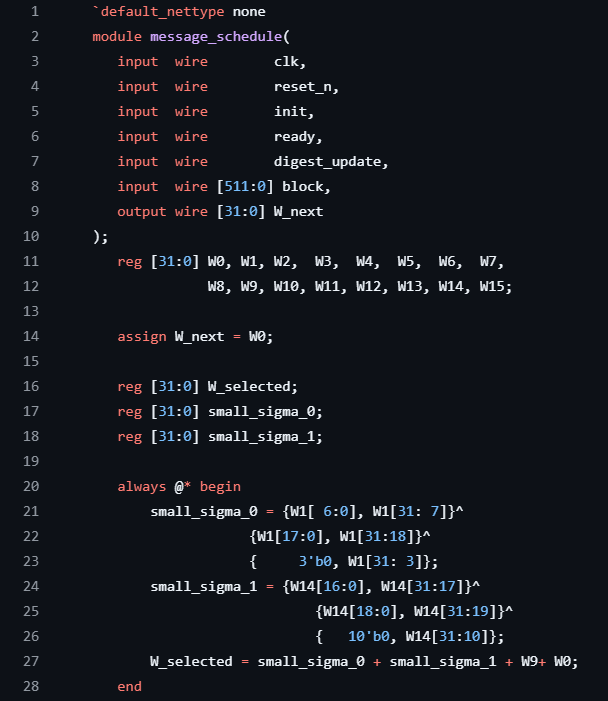 1 `default_nettype none
2 module message_schedule(
3 input wire clk,
4 input wire reset_n,
5 input wire init,
6 input wire ready,
7 input wire digest_update,
8 input wire [511:0] block,
9 output wire [31:0] W_next
10 );
11 reg [31:0] W0, W1, W2, W3, W4, W5, W6, W7,
12 W8, W9, W10, W11, W12, W13, W14, W15;
13
14 assign W_next = W0;
15
16 reg [31:0] W_selected;
17 reg [31:0] small_sigma_0;
18 reg [31:0] small_sigma_1;
19
20 always @* begin
21 small_sigma_0 = {W1[ 6:0], W1[31: 7]}^
22 {W1[17:0], W1[31:18]}^
23 { 3'b0, W1[31: 3]};
24 small_sigma_1 = {W14[16:0], W14[31:17]}^
25 {W14[18:0], W14[31:19]}^
26 { 10'b0, W14[31:10]};
27 W_selected = small_sigma_0 + small_sigma_1 + W9+ W0;
28 end